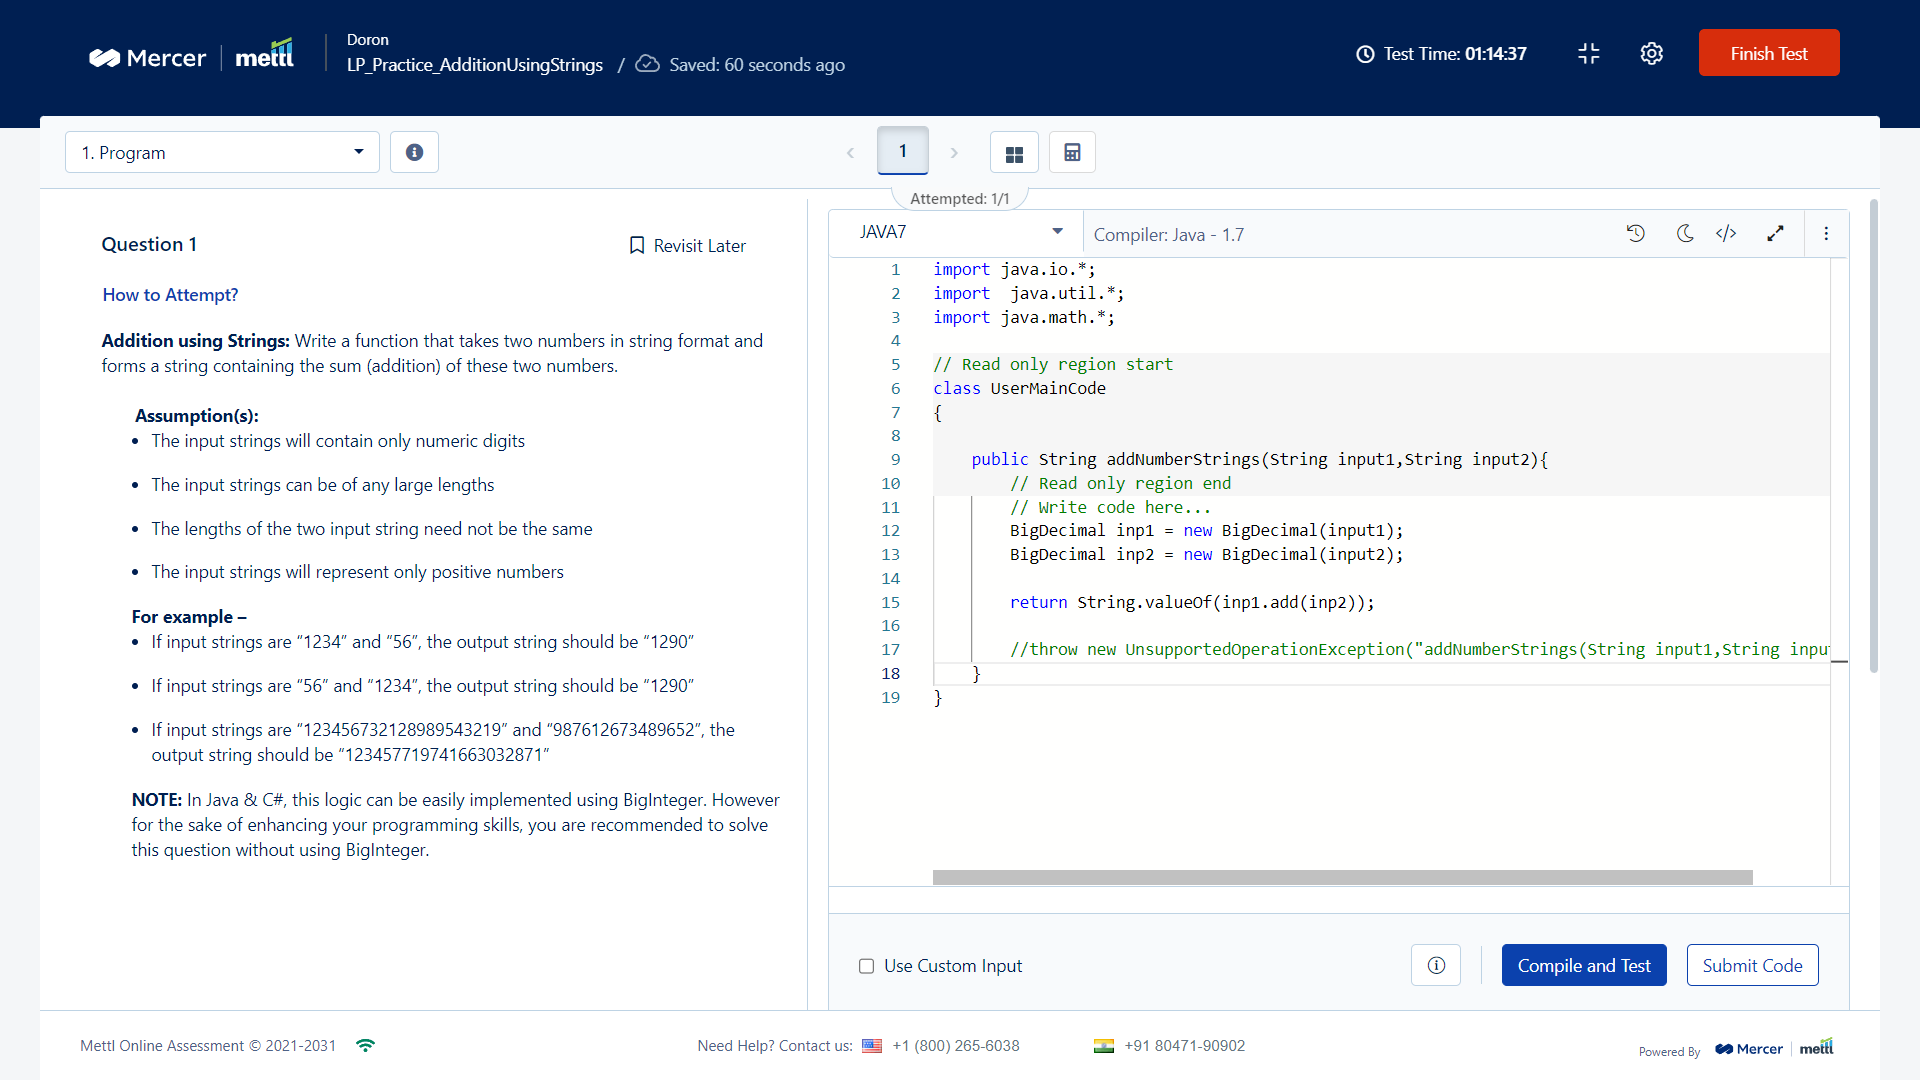 Mercer
mettl
Doron
LP_Practice_AdditionUsingStrings / Saved: 60 seconds ago
Test Time: 01:14:37
Finish Test
1. Program
1
Attempted: 1/1
Question 1
Revisit Later
How to Attempt?
Addition using Strings: Write a function that takes two numbers in string format and
forms a string containing the sum (addition) of these two numbers.
Assumption(s):
• The input strings will contain only numeric digits
• The input strings can be of any large lengths
• The lengths of the two input string need not be the same
• The input strings will represent only positive numbers
For example –
• If input strings are “1234” and “56”, the output string should be “1290”
• If input strings are “56” and “1234”, the output string should be “1290”
• If input strings are “123456732128989543219” and “987612673489652”, the
output string should be “123457719741663032871”
NOTE: In Java & C#, this logic can be easily implemented using BigInteger. However
for the sake of enhancing your programming skills, you are recommended to solve
this question without using BigInteger.
JAVA7
Compiler: Java - 1.7
1 import java.io.*;
2 import  java.util.*;
3 import java.math.*;
4
5 // Read only region start
6 class UserMainCode
7 {
8
9     public String addNumberStrings(String input1,String input2){
10         // Read only region end
11         // Write code here...
12         BigDecimal inp1 = new BigDecimal(input1);
13         BigDecimal inp2 = new BigDecimal(input2);
14
15         return String.valueOf(inp1.add(inp2));
16
17         //throw new UnsupportedOperationException("addNumberStrings(String input1,String inpu
18     }
19 }
Use Custom Input
Compile and Test
Submit Code
Mettl Online Assessment © 2021-2031
Need Help? Contact us: +1 (800) 265-6038
+91 80471-90902
Powered By
Mercer
mettl